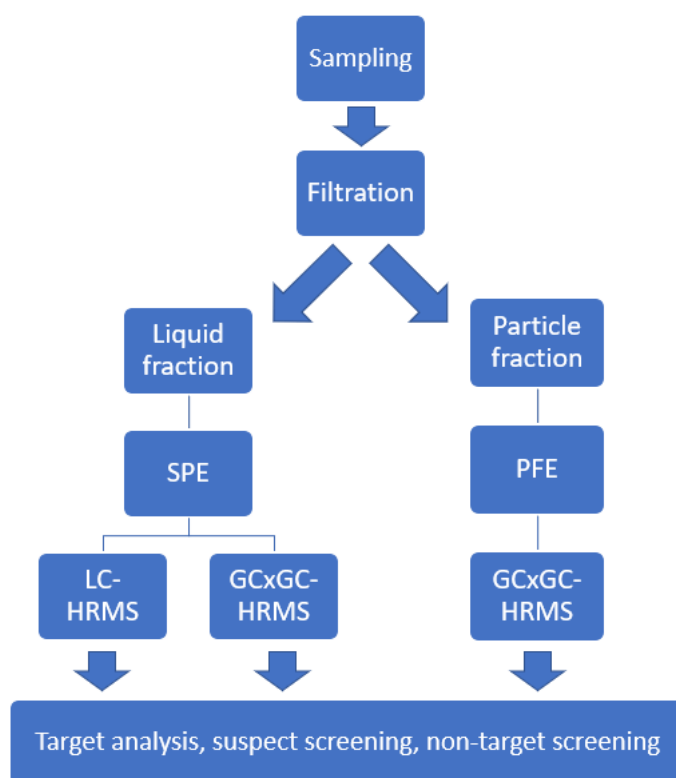 Sampling
Filtration
Liquid
fraction
Particle
fraction
SPE
PFE
LC-
HRMS
GCxGC-
HRMS
GCxGC-
HRMS
Target analysis, suspect screening, non-target screening